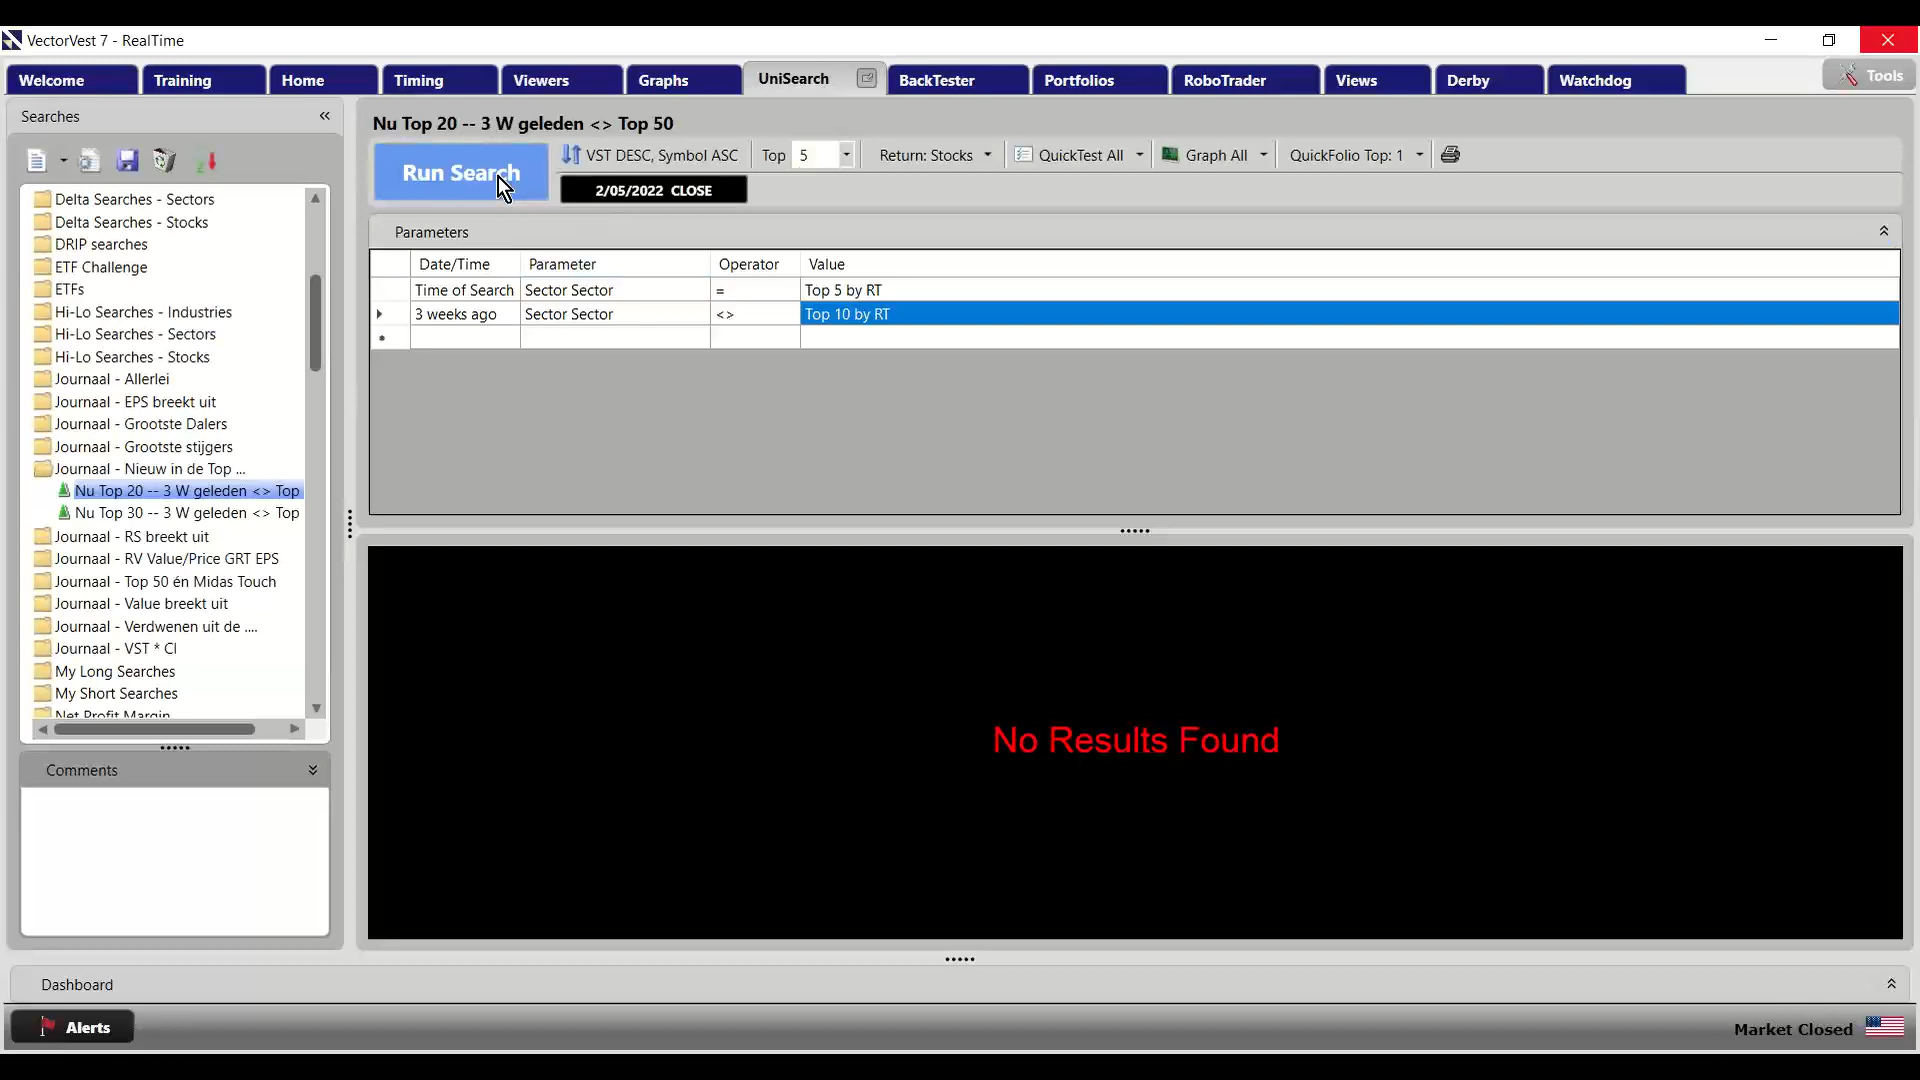 VectorVest 7 - RealTime
Welcome
Training
Home
Timing
Viewers
Graphs
UniSearch
BackTester
Portfolios
RoboTrader
Views
Derby
Watchdog
Tools
Searches
Delta Searches - Sectors
Delta Searches - Stocks
DRIP searches
ETF Challenge
ETFs
Hi-Lo Searches - Industries
Hi-Lo Searches - Sectors
Hi-Lo Searches - Stocks
Journaal - Allerlei
Journaal - EPS breekt uit
Journaal - Grootste Dalers
Journaal - Grootste stijgers
Journaal - Nieuw in de Top ...
Nu Top 20 -- 3 W geleden <> Top
Nu Top 30 -- 3 W geleden <> Top
Journaal - RS breekt uit
Journaal - RV Value/Price GRT EPS
Journaal - Top 50 én Midas Touch
Journaal - Value breekt uit
Journaal - Verdwenen uit de ....
Journaal - VST * CI
My Long Searches
My Short Searches
Net Profit Margin
Comments
Nu Top 20 -- 3 W geleden <> Top 50
Run Search
VST DESC, Symbol ASC
Top 5
Return: Stocks
QuickTest All
Graph All
QuickFolio Top: 1
2/05/2022 CLOSE
Parameters
Date/Time Parameter Operator Value
Time of Search Sector Sector = Top 5 by RT
3 weeks ago Sector Sector <> Top 10 by RT
No Results Found
Dashboard
Alerts
Market Closed